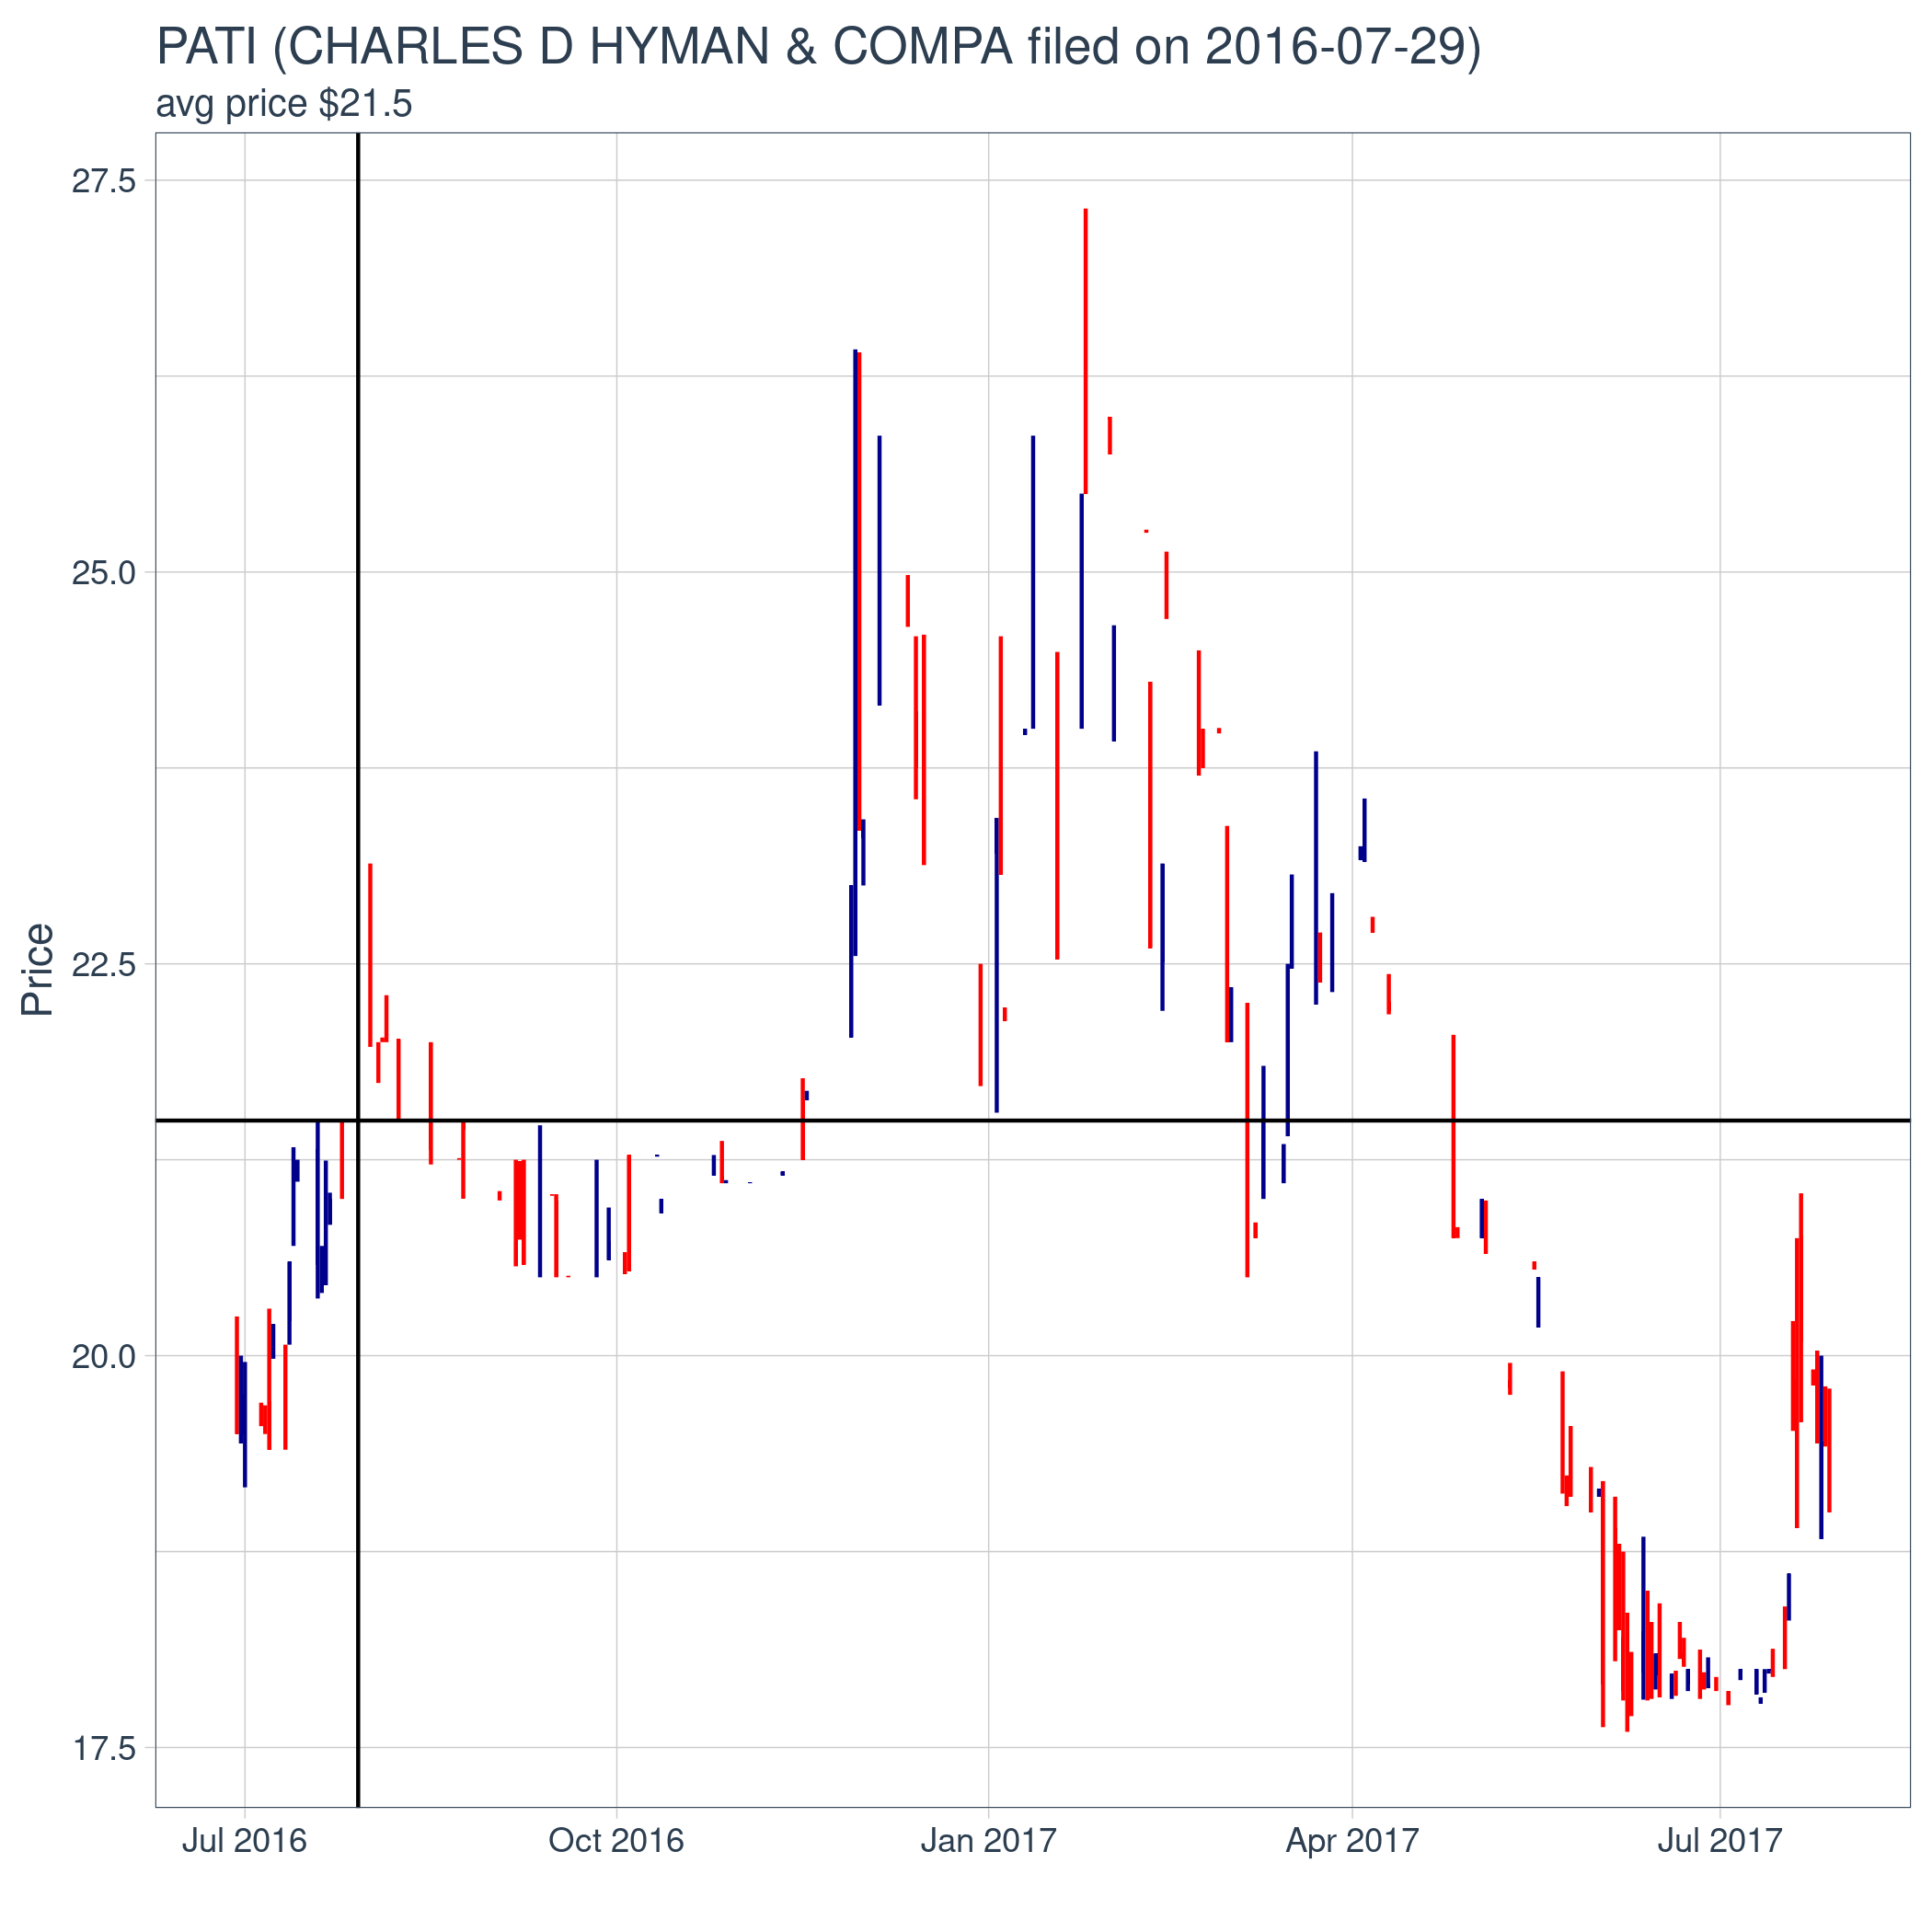 PATI (CHARLES D HYMAN & COMPA filed on 2016-07-29)
avg price $21.5
27.5
25.0
22.5
20.0
17.5
Price
Jul 2016
Oct 2016
Jan 2017
Apr 2017
Jul 2017